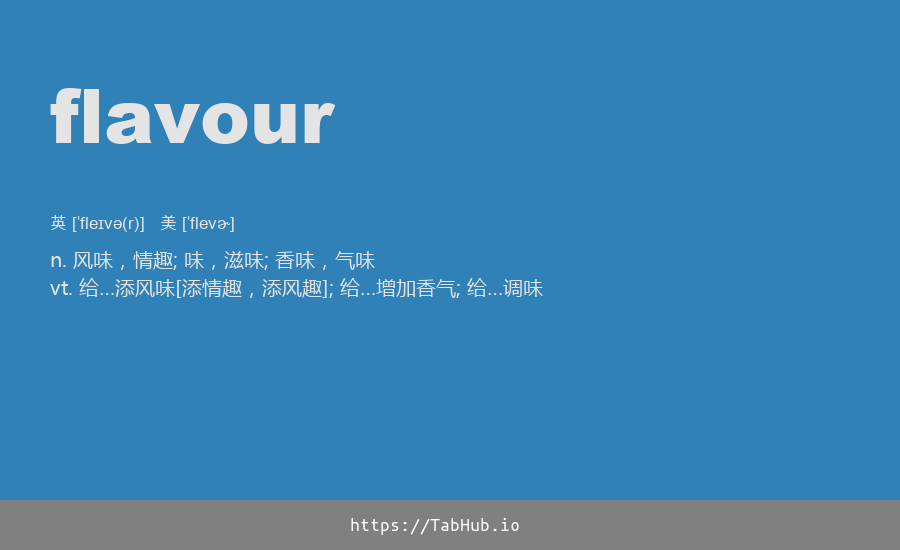 flavour
英 [ˈfleɪvə(r)] 美 [ˈflevɚ]
n. 风味，情趣; 味，滋味; 香味，气味
vt. 给…添风味[添情趣，添风趣]; 给…增加香气; 给…调味
https://TabHub.io